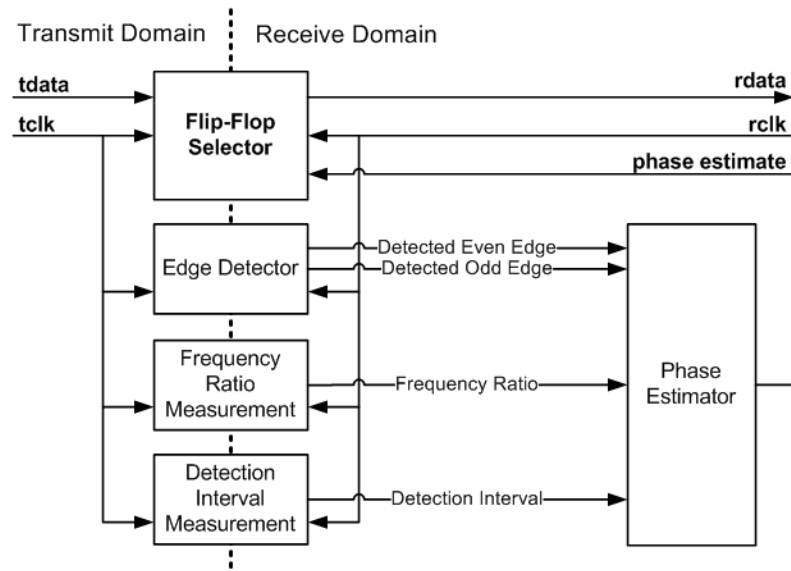 Transmit Domain
Receive Domain
tdata
tclk
Flip-Flop
Selector
rdata
rclk
phase estimate
Edge Detector
Detected Even Edge
Detected Odd Edge
Frequency
Ratio
Measurement
Frequency Ratio
Phase
Estimator
Detection
Interval
Measurement
Detection Interval